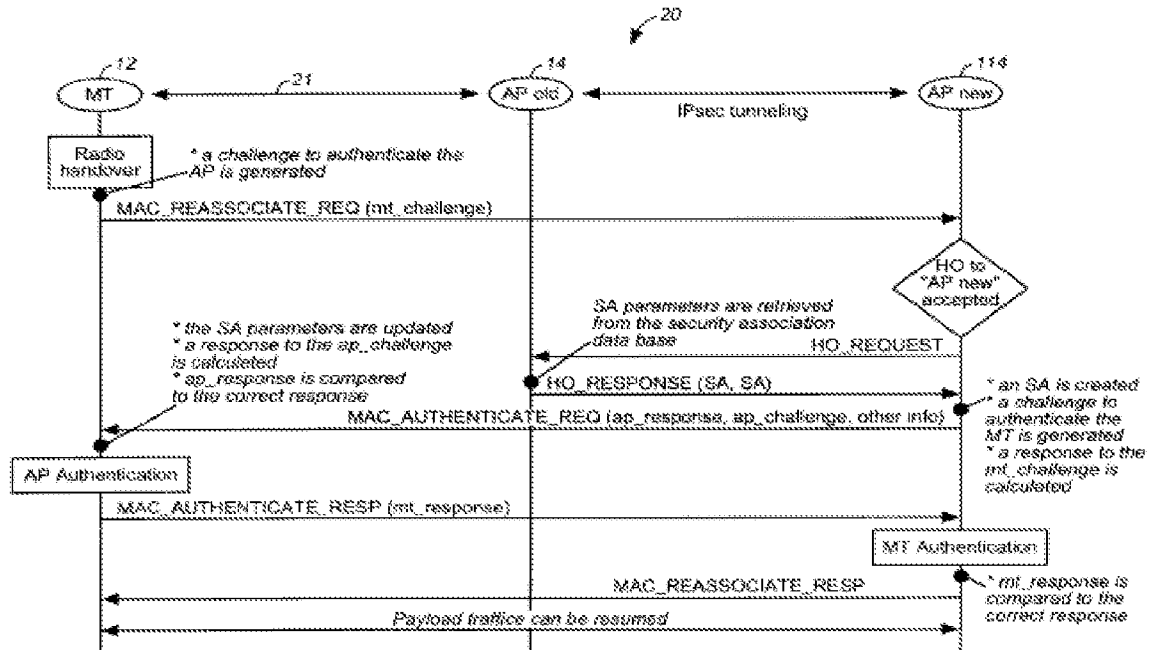 20
12
21
14
114
MT
AP old
IPsec tunneling
AP new
Radio
handover
* a challenge to authenticate the
AP is generated
MAC_REASSOCIATE_REQ (mt_challenge)
HO to
"AP new"
accepted
SA parameters are retrieved
from the security association
data base
* the SA parameters are updated
* a response to the ap_challenge
is calculated
* ap_response is compared
to the correct response
HO_REQUEST
HO_RESPONSE (SA, SA)
* an SA is created
* a challenge to
authenticate the
MT is generated
* a response to the
mt_challenge is
calculated
MAC_AUTHENTICATE_REQ (ap_response, ap_challenge, other info)
AP Authentication
MAC_AUTHENTICATE_RESP (mt_response)
MT Authentication
MAC_REASSOCIATE_RESP
* mt_response is
compared to the
correct response
Payload traffice can be resumed